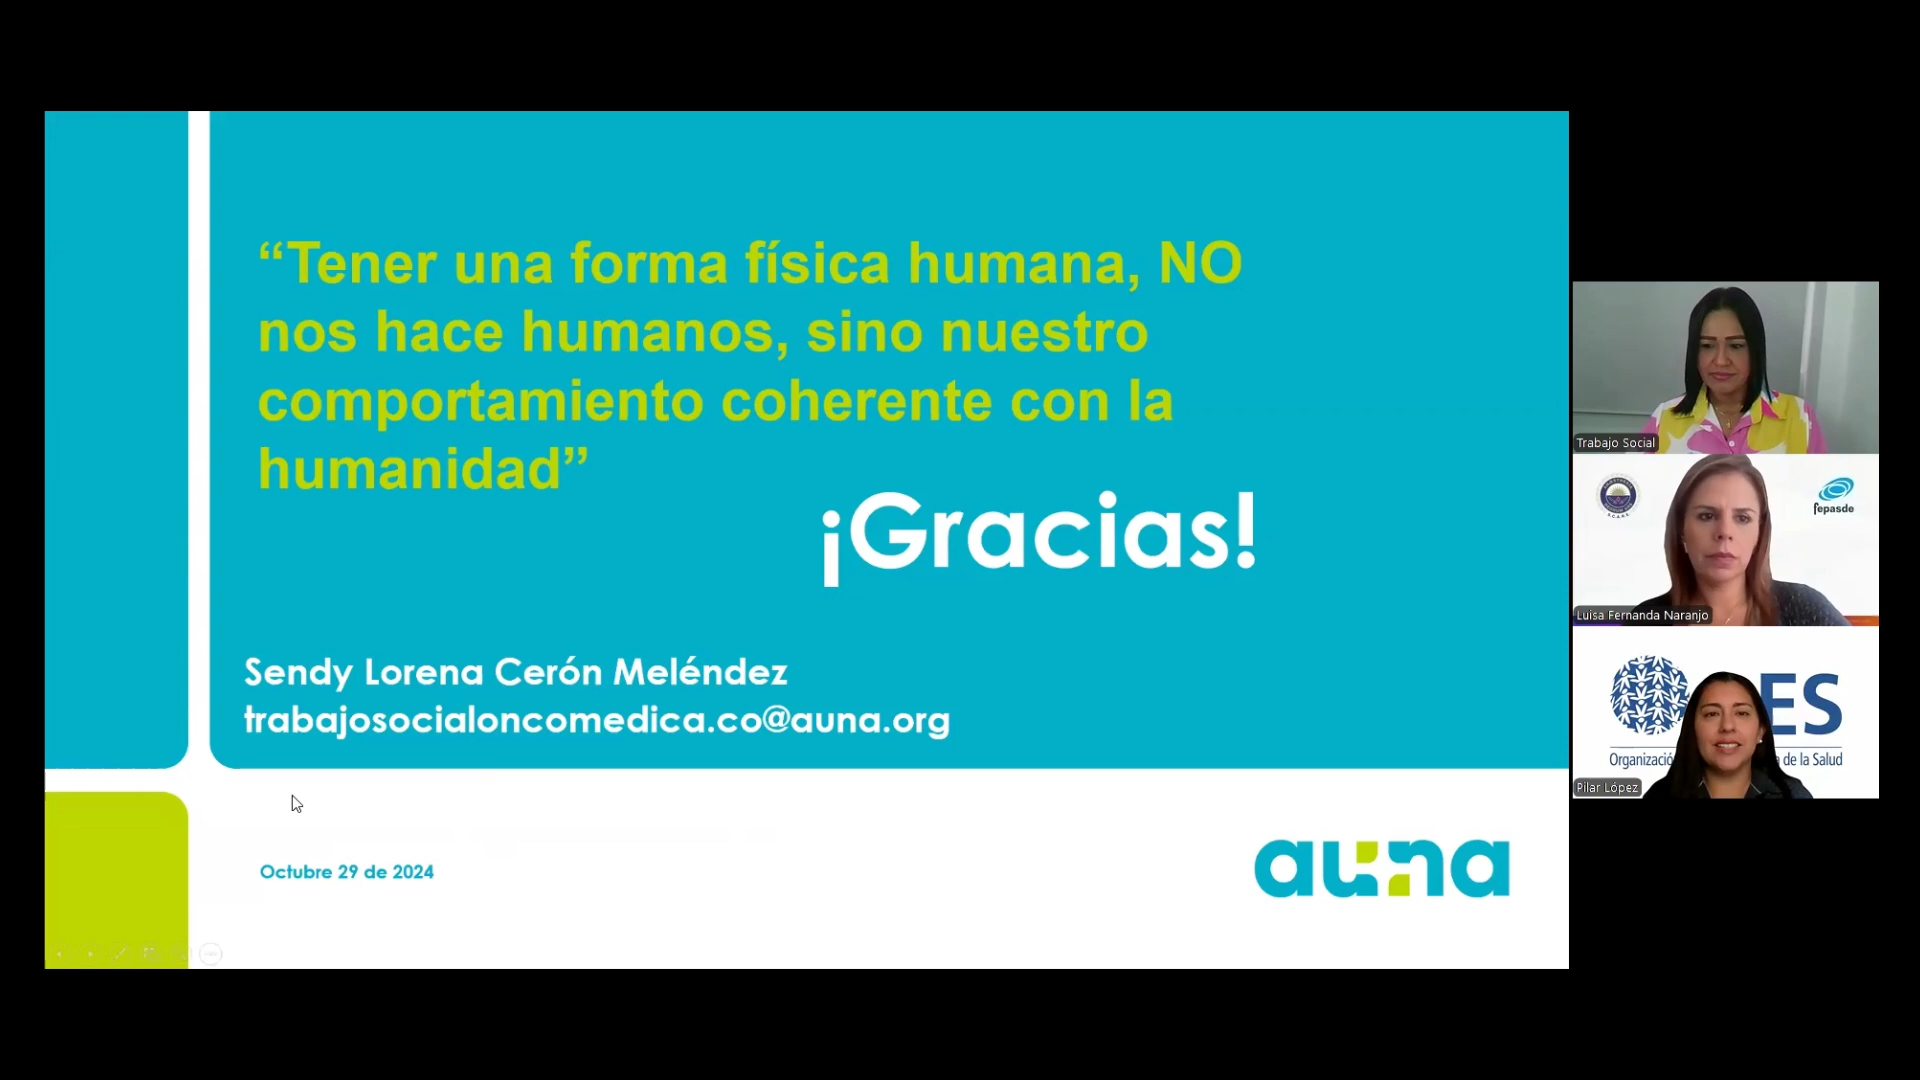 “Tener una forma física humana, NO
nos hace humanos, sino nuestro
comportamiento coherente con la
humanidad”
¡Gracias!
Sendy Lorena Cerón Meléndez
trabajosocialoncomedica.co@auna.org
Octubre 29 de 2024
auna
Trabajo Social
fepasde
Luisa Fernanda Naranjo
ES
de la Salud
Pilar López